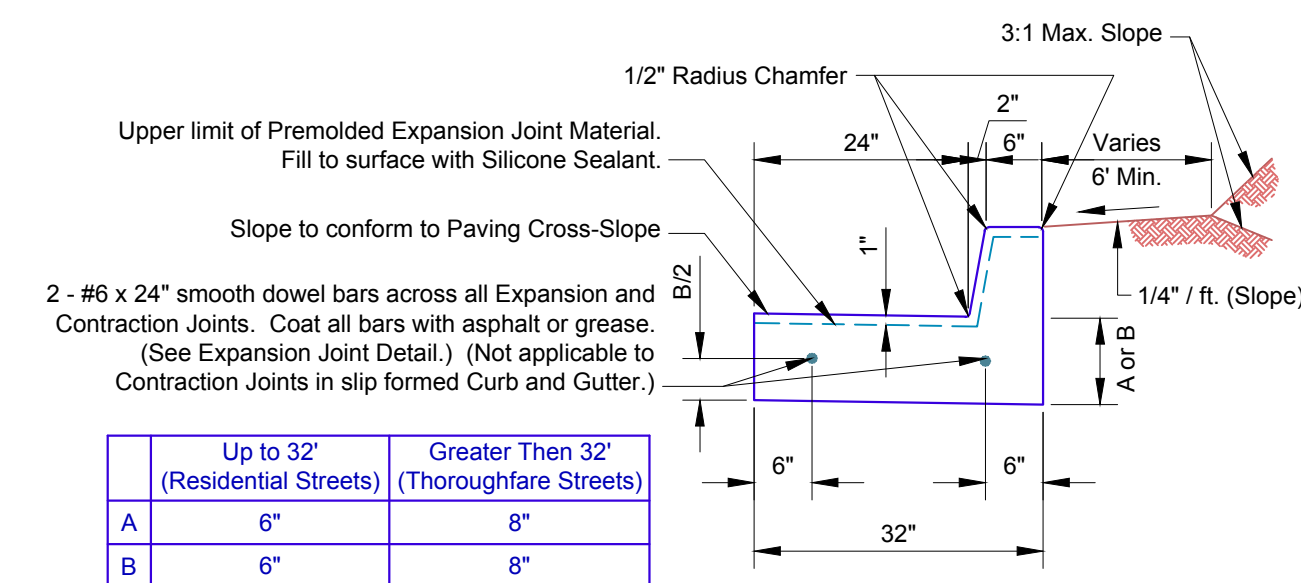 3:1 Max. Slope
1/2" Radius Chamfer
2"
Upper limit of Premolded Expansion Joint Material.
Fill to surface with Silicone Sealant.
24"
6"
Varies
6' Min.
Slope to conform to Paving Cross-Slope
1"
B/2
2 - #6 x 24" smooth dowel bars across all Expansion and
Contraction Joints. Coat all bars with asphalt or grease.
(See Expansion Joint Detail.) (Not applicable to
Contraction Joints in slip formed Curb and Gutter.)
1/4" / ft. (Slope)
A or B
6"
6"
32"
Up to 32'
(Residential Streets)
Greater Then 32'
(Thoroughfare Streets)
A 6" 8"
B 6" 8"